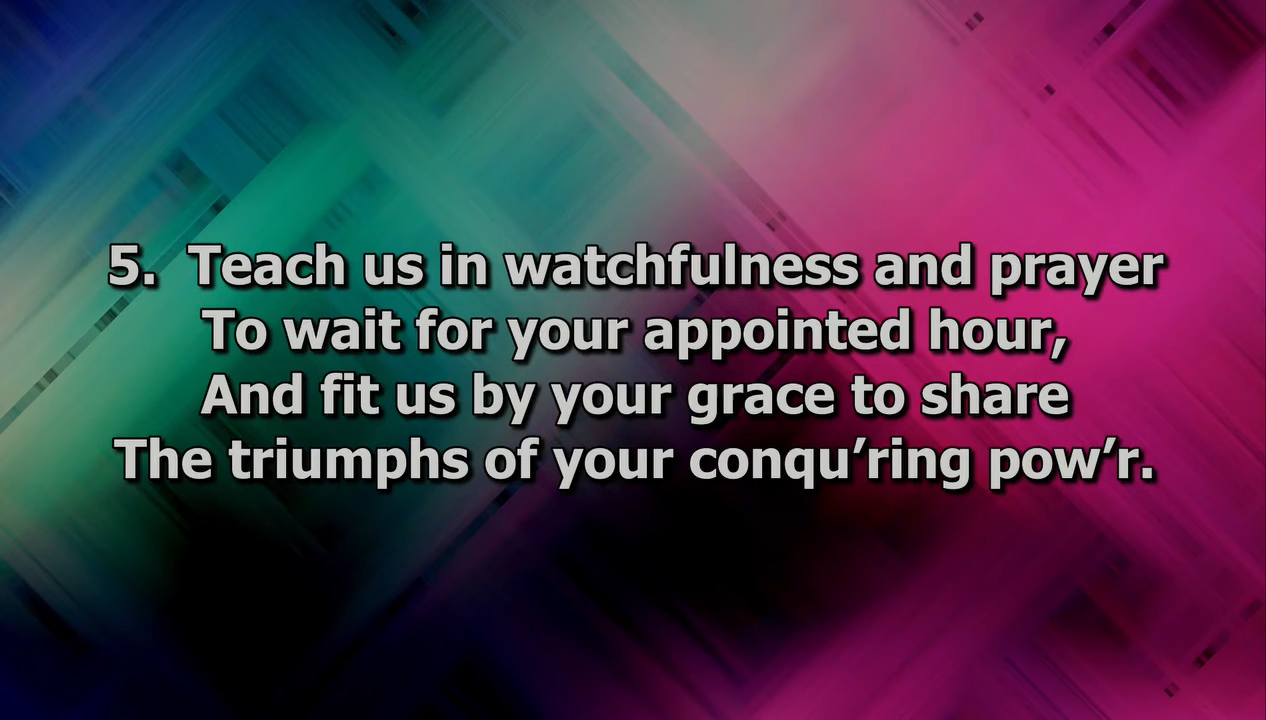 5. Teach us in watchfulness and prayer
To wait for your appointed hour,
And fit us by your grace to share
The triumphs of your conqu’ring pow’r.